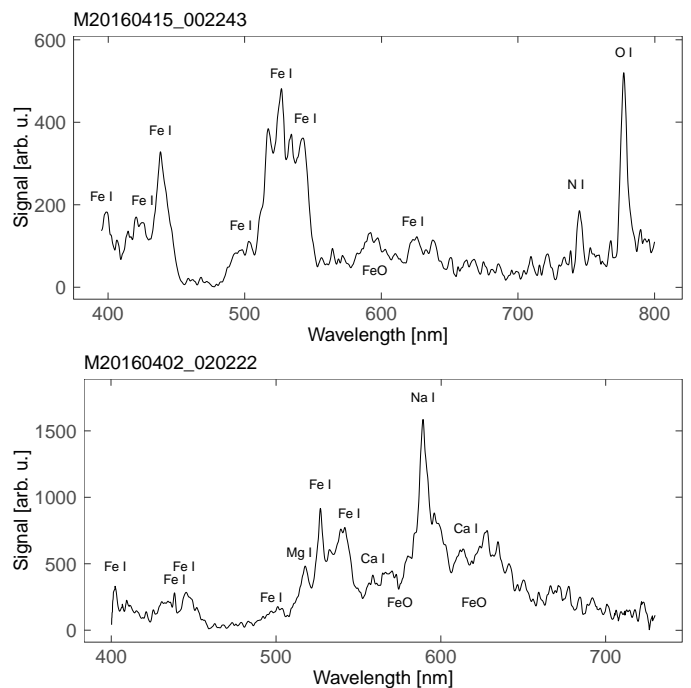 M20160415_002243
600
O I
Fe I
400
Fe I
Fe I
Signal [arb. u.]
N I
200
Fe I
Fe I
Fe I
Fe I
FeO
0
400 500 600 700 800
Wavelength [nm]
M20160402_020222
Na I
1500
Signal [arb. u.]
1000
Fe I
Fe I
Ca I
Mg I
Ca I
500
Fe I
Fe I
Fe I
Fe I
FeO
FeO
0
400 500 600 700
Wavelength [nm]